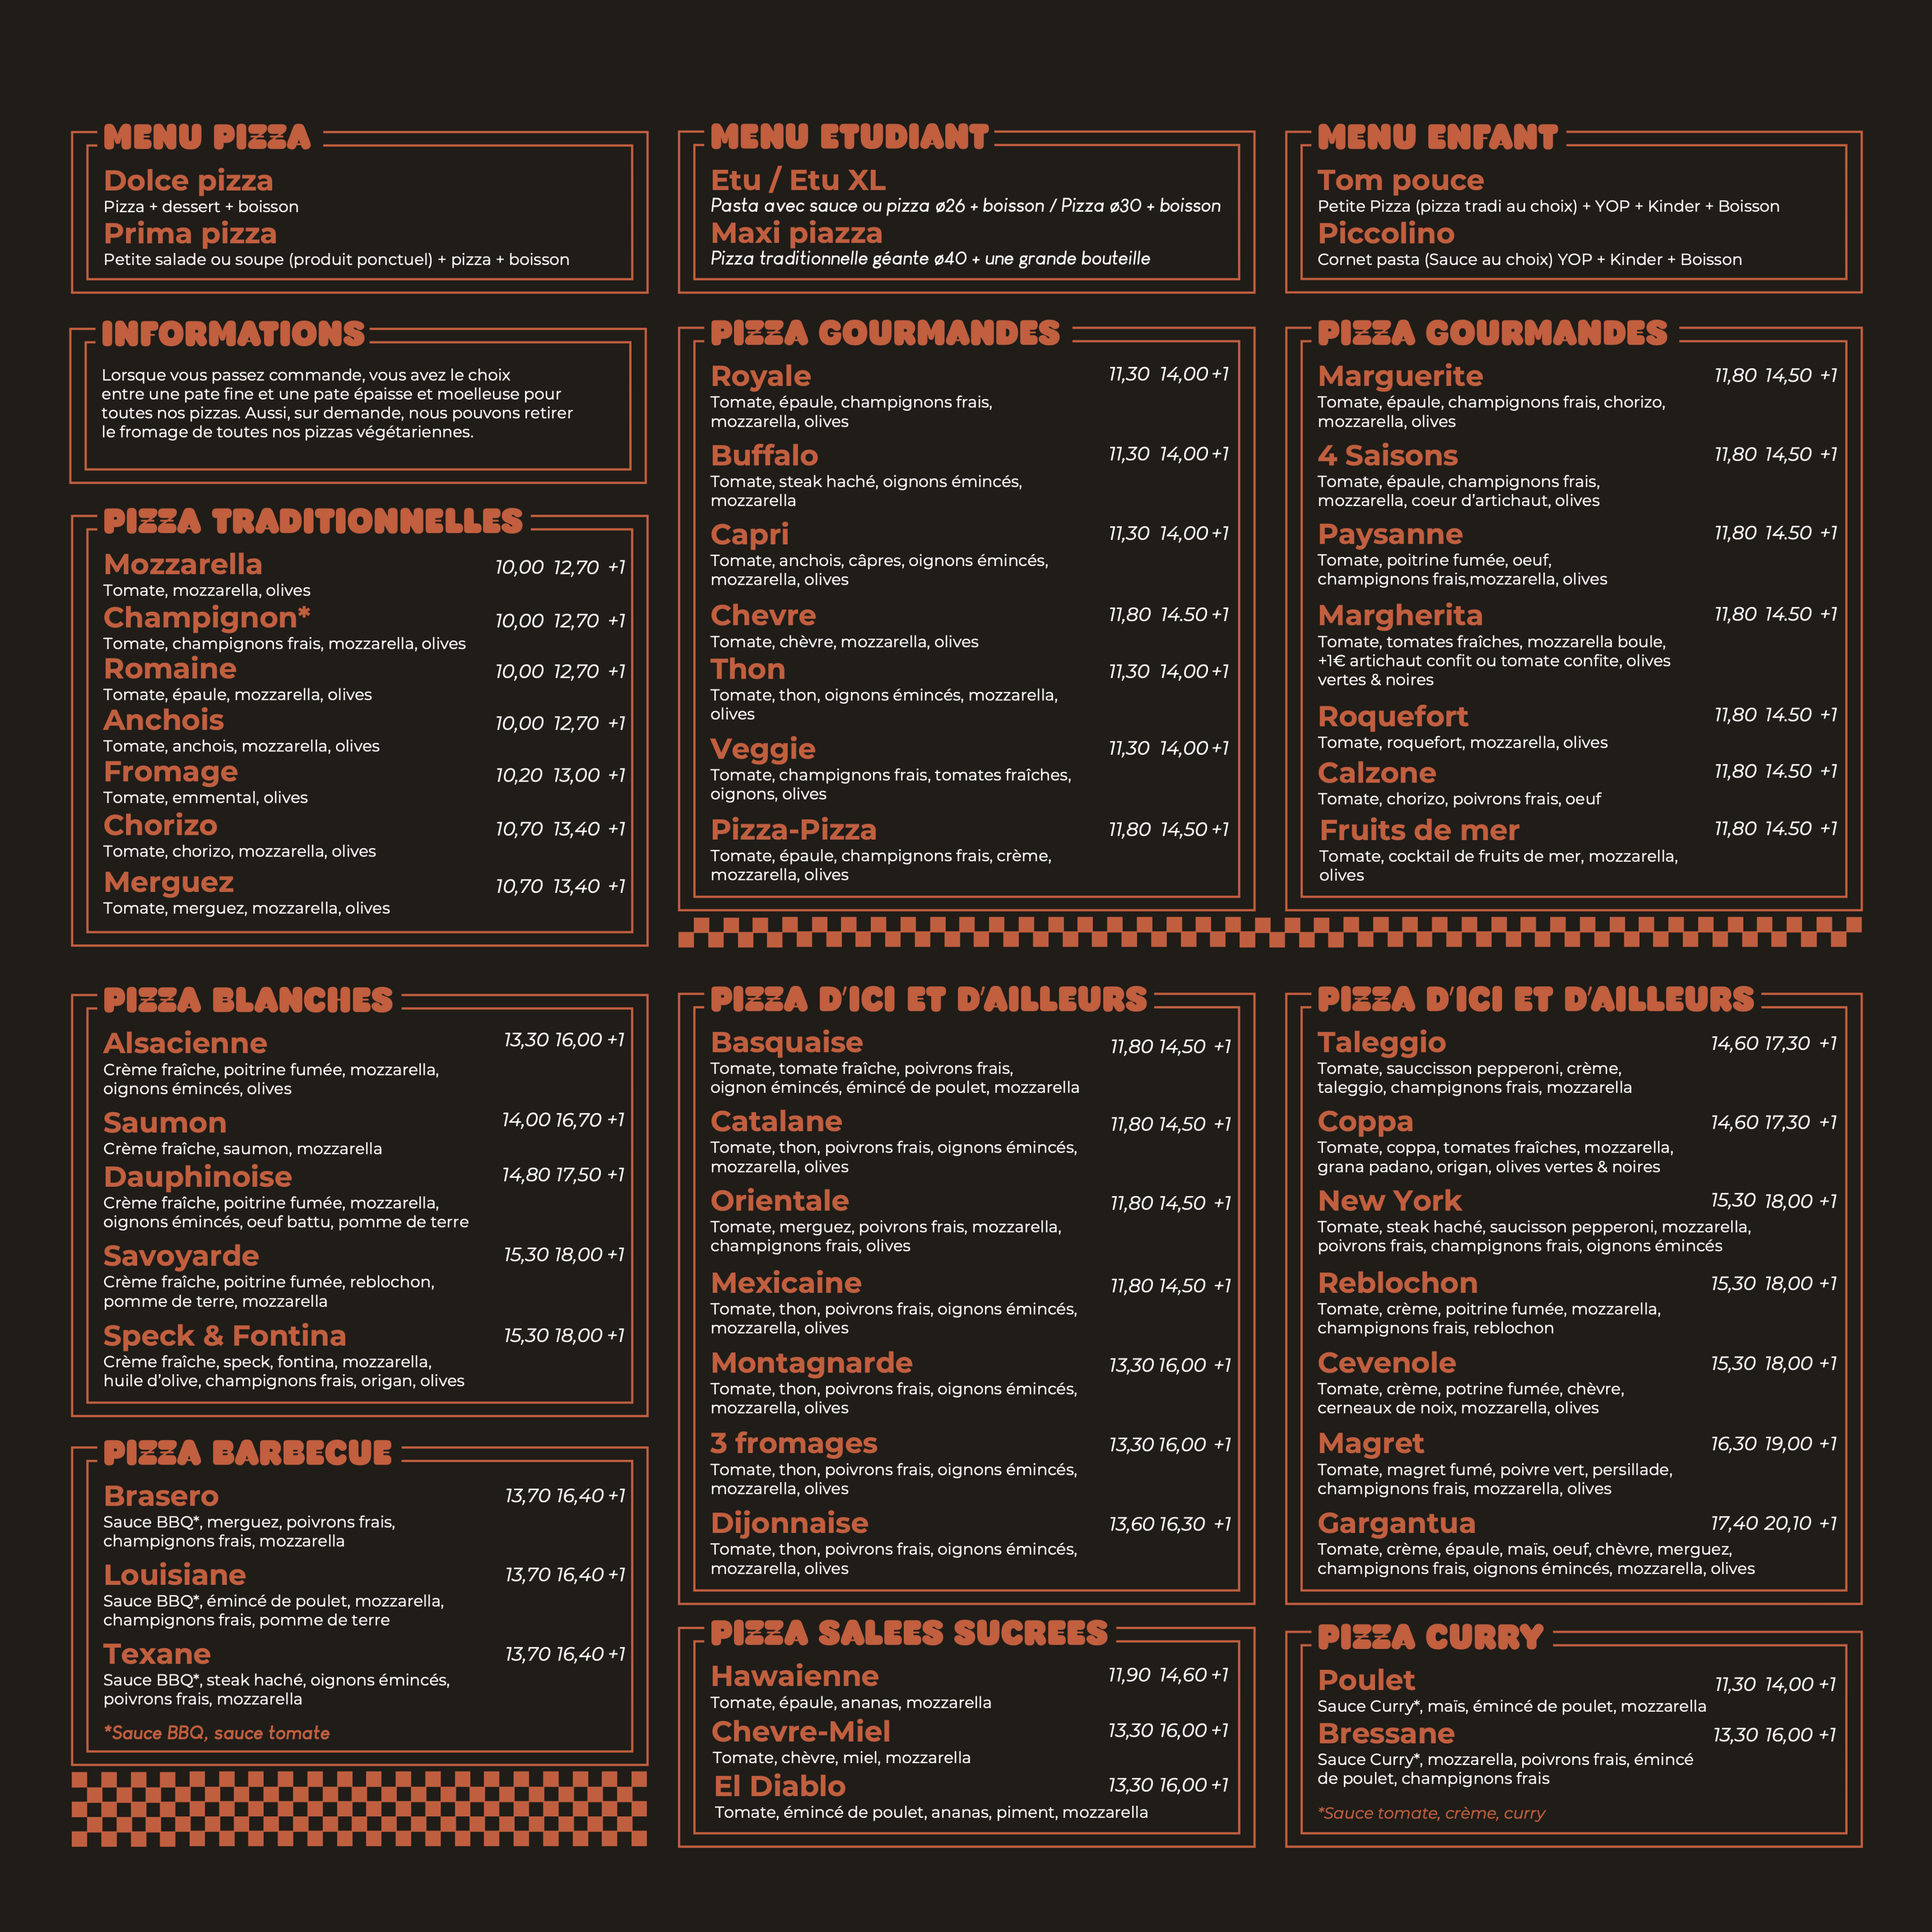 MENU PIZZA
Dolce pizza
Pizza + dessert + boisson
Prima pizza
Petite salade ou soupe (produit ponctuel) + pizza + boisson
MENU ETUDIANT
Etu / Etu XL
Pasta avec sauce ou pizza ø26 + boisson / Pizza ø30 + boisson
Maxi piazza
Pizza traditionnelle géante ø40 + une grande bouteille
MENU ENFANT
Tom pouce
Petite Pizza (pizza tradi au choix) + YOP + Kinder + Boisson
Piccolino
Cornet pasta (Sauce au choix) YOP + Kinder + Boisson
INFORMATIONS
Lorsque vous passez commande, vous avez le choix
entre une pate fine et une pate épaisse et moelleuse pour
toutes nos pizzas. Aussi, sur demande, nous pouvons retirer
le fromage de toutes nos pizzas végétariennes.
PIZZA TRADITIONNELLES
Mozzarella 10,00 12,70 +1
Tomate, mozzarella, olives
Champignon* 10,00 12,70 +1
Tomate, champignons frais, mozzarella, olives
Romaine 10,00 12,70 +1
Tomate, épaule, mozzarella, olives
Anchois 10,00 12,70 +1
Tomate, anchois, mozzarella, olives
Fromage 10,20 13,00 +1
Tomate, emmental, olives
Chorizo 10,70 13,40 +1
Tomate, chorizo, mozzarella, olives
Merguez 10,70 13,40 +1
Tomate, merguez, mozzarella, olives
PIZZA GOURMANDES
Royale 11,30 14,00 +1
Tomate, épaule, champignons frais,
mozzarella, olives
Buffalo 11,30 14,00 +1
Tomate, steak haché, oignons émincés,
mozzarella
Capri 11,30 14,00 +1
Tomate, anchois, câpres, oignons émincés,
mozzarella, olives
Chevre 11,80 14.50 +1
Tomate, chèvre, mozzarella, olives
Thon 11,30 14,00 +1
Tomate, thon, oignons émincés, mozzarella,
olives
Veggie 11,30 14,00 +1
Tomate, champignons frais, tomates fraîches,
oignons, olives
Pizza-Pizza 11,80 14,50 +1
Tomate, épaule, champignons frais, crème,
mozzarella, olives
PIZZA GOURMANDES
Marguerite 11,80 14,50 +1
Tomate, épaule, champignons frais, chorizo,
mozzarella, olives
4 Saisons 11,80 14,50 +1
Tomate, épaule, champignons frais,
mozzarella, coeur d'artichaut, olives
Paysanne 11,80 14.50 +1
Tomate, poitrine fumée, oeuf,
champignons frais,mozzarella, olives
Margherita 11,80 14.50 +1
Tomate, tomates fraîches, mozzarella boule,
+1€ artichaut confit ou tomate confite, olives
vertes & noires
Roquefort 11,80 14.50 +1
Tomate, roquefort, mozzarella, olives
Calzone 11,80 14.50 +1
Tomate, chorizo, poivrons frais, oeuf
Fruits de mer 11,80 14.50 +1
Tomate, cocktail de fruits de mer, mozzarella,
olives
PIZZA BLANCHES
Alsacienne 13,30 16,00 +1
Crème fraîche, poitrine fumée, mozzarella,
oignons émincés, olives
Saumon 14,00 16,70 +1
Crème fraîche, saumon, mozzarella
Dauphinoise 14,80 17,50 +1
Crème fraîche, poitrine fumée, mozzarella,
oignons émincés, oeuf battu, pomme de terre
Savoyarde 15,30 18,00 +1
Crème fraîche, poitrine fumée, reblochon,
pomme de terre, mozzarella
Speck & Fontina 15,30 18,00 +1
Crème fraîche, speck, fontina, mozzarella,
huile d'olive, champignons frais, origan, olives
PIZZA BARBECUE
Brasero 13,70 16,40 +1
Sauce BBQ*, merguez, poivrons frais,
champignons frais, mozzarella
Louisiane 13,70 16,40 +1
Sauce BBQ*, émincé de poulet, mozzarella,
champignons frais, pomme de terre
Texane 13,70 16,40 +1
Sauce BBQ*, steak haché, oignons émincés,
poivrons frais, mozzarella
*Sauce BBQ, sauce tomate
PIZZA D'ICI ET D'AILLEURS
Basquaise 11,80 14,50 +1
Tomate, tomate fraîche, poivrons frais,
oignon émincés, émincé de poulet, mozzarella
Catalane 11,80 14,50 +1
Tomate, thon, poivrons frais, oignons émincés,
mozzarella, olives
Orientale 11,80 14,50 +1
Tomate, merguez, poivrons frais, mozzarella,
champignons frais, olives
Mexicaine 11,80 14,50 +1
Tomate, thon, poivrons frais, oignons émincés,
mozzarella, olives
Montagnarde 13,30 16,00 +1
Tomate, thon, poivrons frais, oignons émincés,
mozzarella, olives
3 fromages 13,30 16,00 +1
Tomate, thon, poivrons frais, oignons émincés,
mozzarella, olives
Dijonnaise 13,60 16,30 +1
Tomate, thon, poivrons frais, oignons émincés,
mozzarella, olives
PIZZA SALEES SUCREES
Hawaienne 11,90 14,60 +1
Tomate, épaule, ananas, mozzarella
Chevre-Miel 13,30 16,00 +1
Tomate, chèvre, miel, mozzarella
El Diablo 13,30 16,00 +1
Tomate, émincé de poulet, ananas, piment, mozzarella
PIZZA D'ICI ET D'AILLEURS
Taleggio 14,60 17,30 +1
Tomate, sauccisson pepperoni, crème,
taleggio, champignons frais, mozzarella
Coppa 14,60 17,30 +1
Tomate, coppa, tomates fraîches, mozzarella,
grana padano, origan, olives vertes & noires
New York 15,30 18,00 +1
Tomate, steak haché, saucisson pepperoni, mozzarella,
poivrons frais, champignons frais, oignons émincés
Reblochon 15,30 18,00 +1
Tomate, crème, poitrine fumée, mozzarella,
champignons frais, reblochon
Cevenole 15,30 18,00 +1
Tomate, crème, potrine fumée, chèvre,
cerneaux de noix, mozzarella, olives
Magret 16,30 19,00 +1
Tomate, magret fumé, poivre vert, persillade,
champignons frais, mozzarella, olives
Gargantua 17,40 20,10 +1
Tomate, crème, épaule, maïs, oeuf, chèvre, merguez,
champignons frais, oignons émincés, mozzarella, olives
PIZZA CURRY
Poulet 11,30 14,00 +1
Sauce Curry*, maïs, émincé de poulet, mozzarella
Bressane 13,30 16,00 +1
Sauce Curry*, mozzarella, poivrons frais, émincé
de poulet, champignons frais
*Sauce tomate, crème, curry